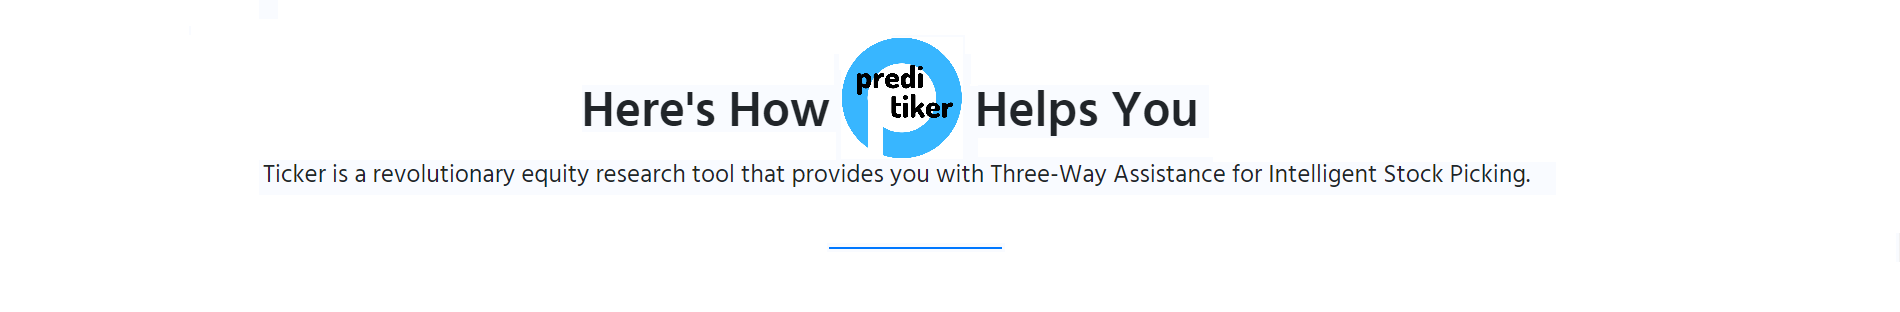 Here's How predi tiker Helps You
Ticker is a revolutionary equity research tool that provides you with Three-Way Assistance for Intelligent Stock Picking.